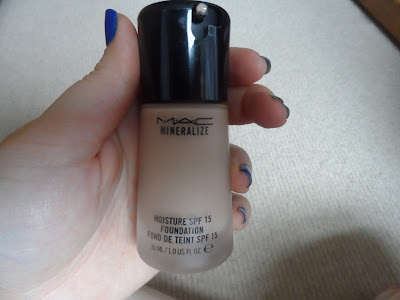 MAC
MINERALIZE
MOISTURE SPF 15
FOUNDATION
FOND DE TEINT SPF 15
30 ML / 1.0 US FL OZ ℮